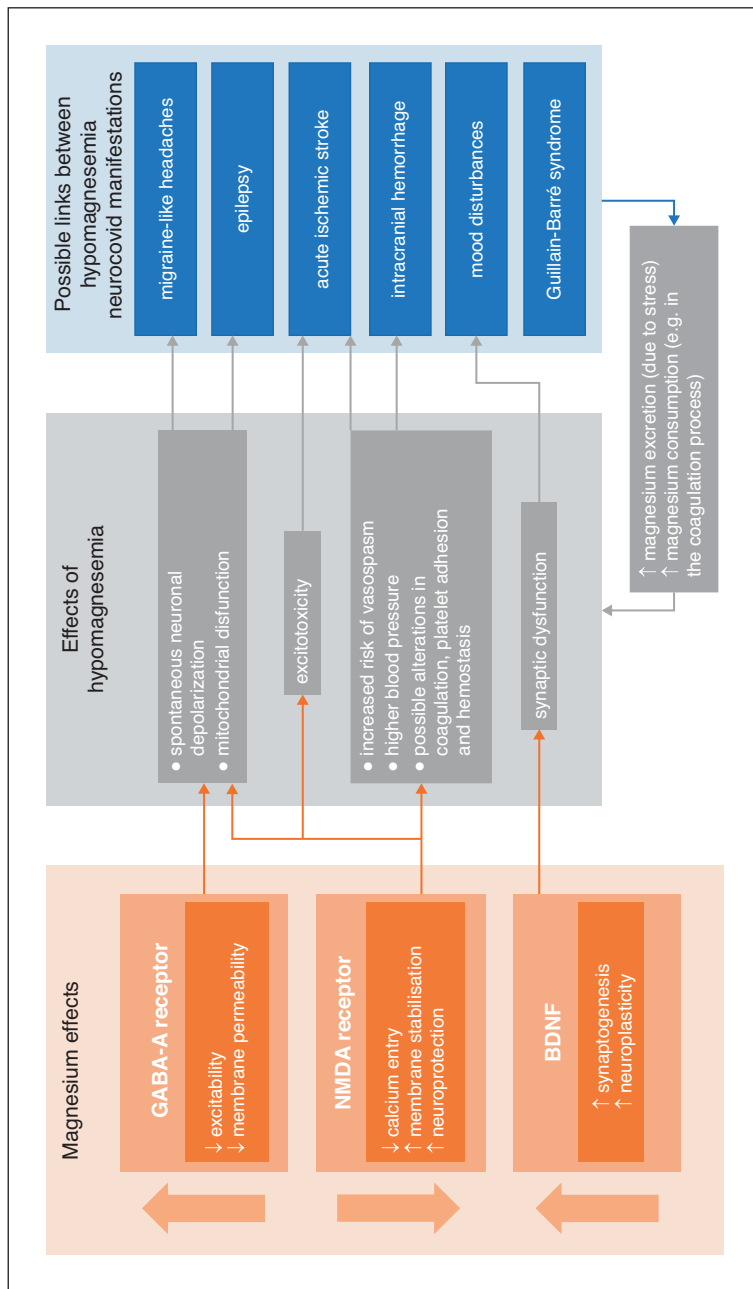 Magnesium effects
GABA-A receptor
↓ excitability
↓ membrane permeability
NMDA receptor
↓ calcium entry
↑ membrane stabilisation
↑ neuroprotection
BDNF
↑ synaptogenesis
↑ neuroplasticity
Effects of
hypomagnesemia
● spontaneous neuronal
depolarization
● mitochondrial disfunction
excitotoxicity
● increased risk of vasospasm
● higher blood pressure
● possible alterations in
coagulation, platelet adhesion
and hemostasis
synaptic dysfunction
Possible links between
hypomagnesemia
neurocovid manifestations
migraine-like headaches
epilepsy
acute ischemic stroke
intracranial hemorrhage
mood disturbances
Guillain-Barré syndrome
↑ magnesium excretion (due to stress)
↑ magnesium consumption (e.g. in
the coagulation process)